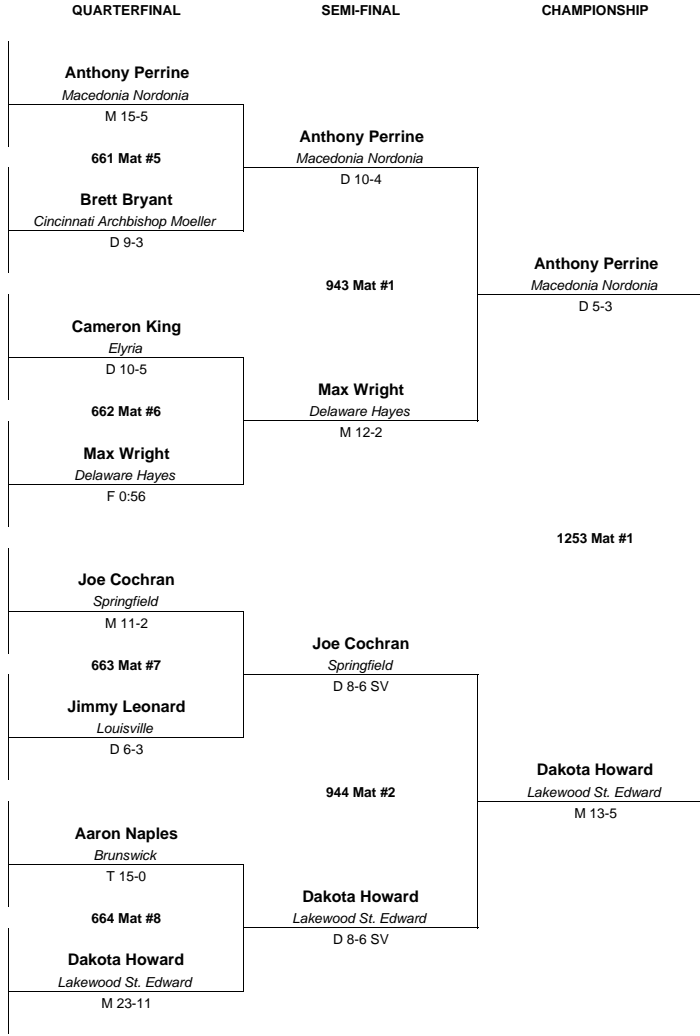 QUARTERFINAL
SEMI-FINAL
CHAMPIONSHIP
Anthony Perrine
Macedonia Nordonia
M 15-5
661 Mat #5
Anthony Perrine
Macedonia Nordonia
D 10-4
Brett Bryant
Cincinnati Archbishop Moeller
D 9-3
943 Mat #1
Anthony Perrine
Macedonia Nordonia
D 5-3
Cameron King
Elyria
D 10-5
662 Mat #6
Max Wright
Delaware Hayes
M 12-2
Max Wright
Delaware Hayes
F 0:56
1253 Mat #1
Joe Cochran
Springfield
M 11-2
663 Mat #7
Joe Cochran
Springfield
D 8-6 SV
Jimmy Leonard
Louisville
D 6-3
944 Mat #2
Dakota Howard
Lakewood St. Edward
M 13-5
Aaron Naples
Brunswick
T 15-0
664 Mat #8
Dakota Howard
Lakewood St. Edward
D 8-6 SV
Dakota Howard
Lakewood St. Edward
M 23-11